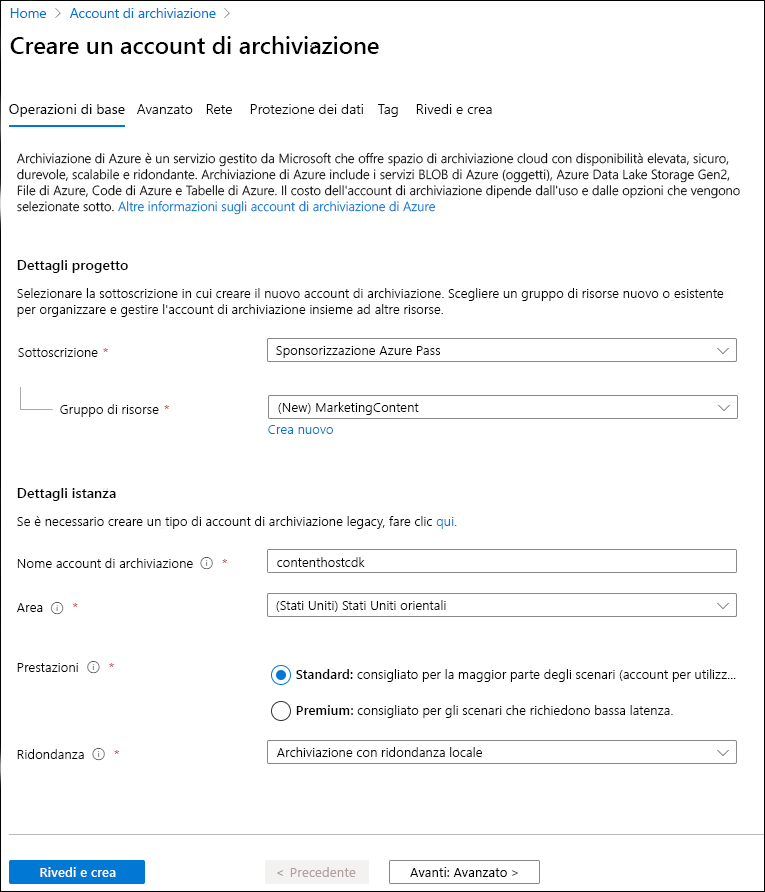 Home > Account di archiviazione >
Creare un account di archiviazione
Operazioni di base Avanzato Rete Protezione dei dati Tag Rivedi e crea
Archiviazione di Azure è un servizio gestito da Microsoft che offre spazio di archiviazione cloud con disponibilità elevata, sicuro,
durevole, scalabile e ridondante. Archiviazione di Azure include i servizi BLOB di Azure (oggetti), Azure Data Lake Storage Gen2,
File di Azure, Code di Azure e Tabelle di Azure. Il costo dell'account di archiviazione dipende dall'uso e dalle opzioni che vengono
selezionate sotto. Altre informazioni sugli account di archiviazione di Azure
Dettagli progetto
Selezionare la sottoscrizione in cui creare il nuovo account di archiviazione. Scegliere un gruppo di risorse nuovo o esistente
per organizzare e gestire l'account di archiviazione insieme ad altre risorse.
Sottoscrizione * Sponsorizzazione Azure Pass
Gruppo di risorse * (New) MarketingContent
Crea nuovo
Dettagli istanza
Se è necessario creare un tipo di account di archiviazione legacy, fare clic qui.
Nome account di archiviazione * contenthostcdk
Area * (Stati Uniti) Stati Uniti orientali
Prestazioni * Standard: consigliato per la maggior parte degli scenari (account per utilizz...
Premium: consigliato per gli scenari che richiedono bassa latenza.
Ridondanza * Archiviazione con ridondanza locale
Rivedi e crea < Precedente Avanti: Avanzato >